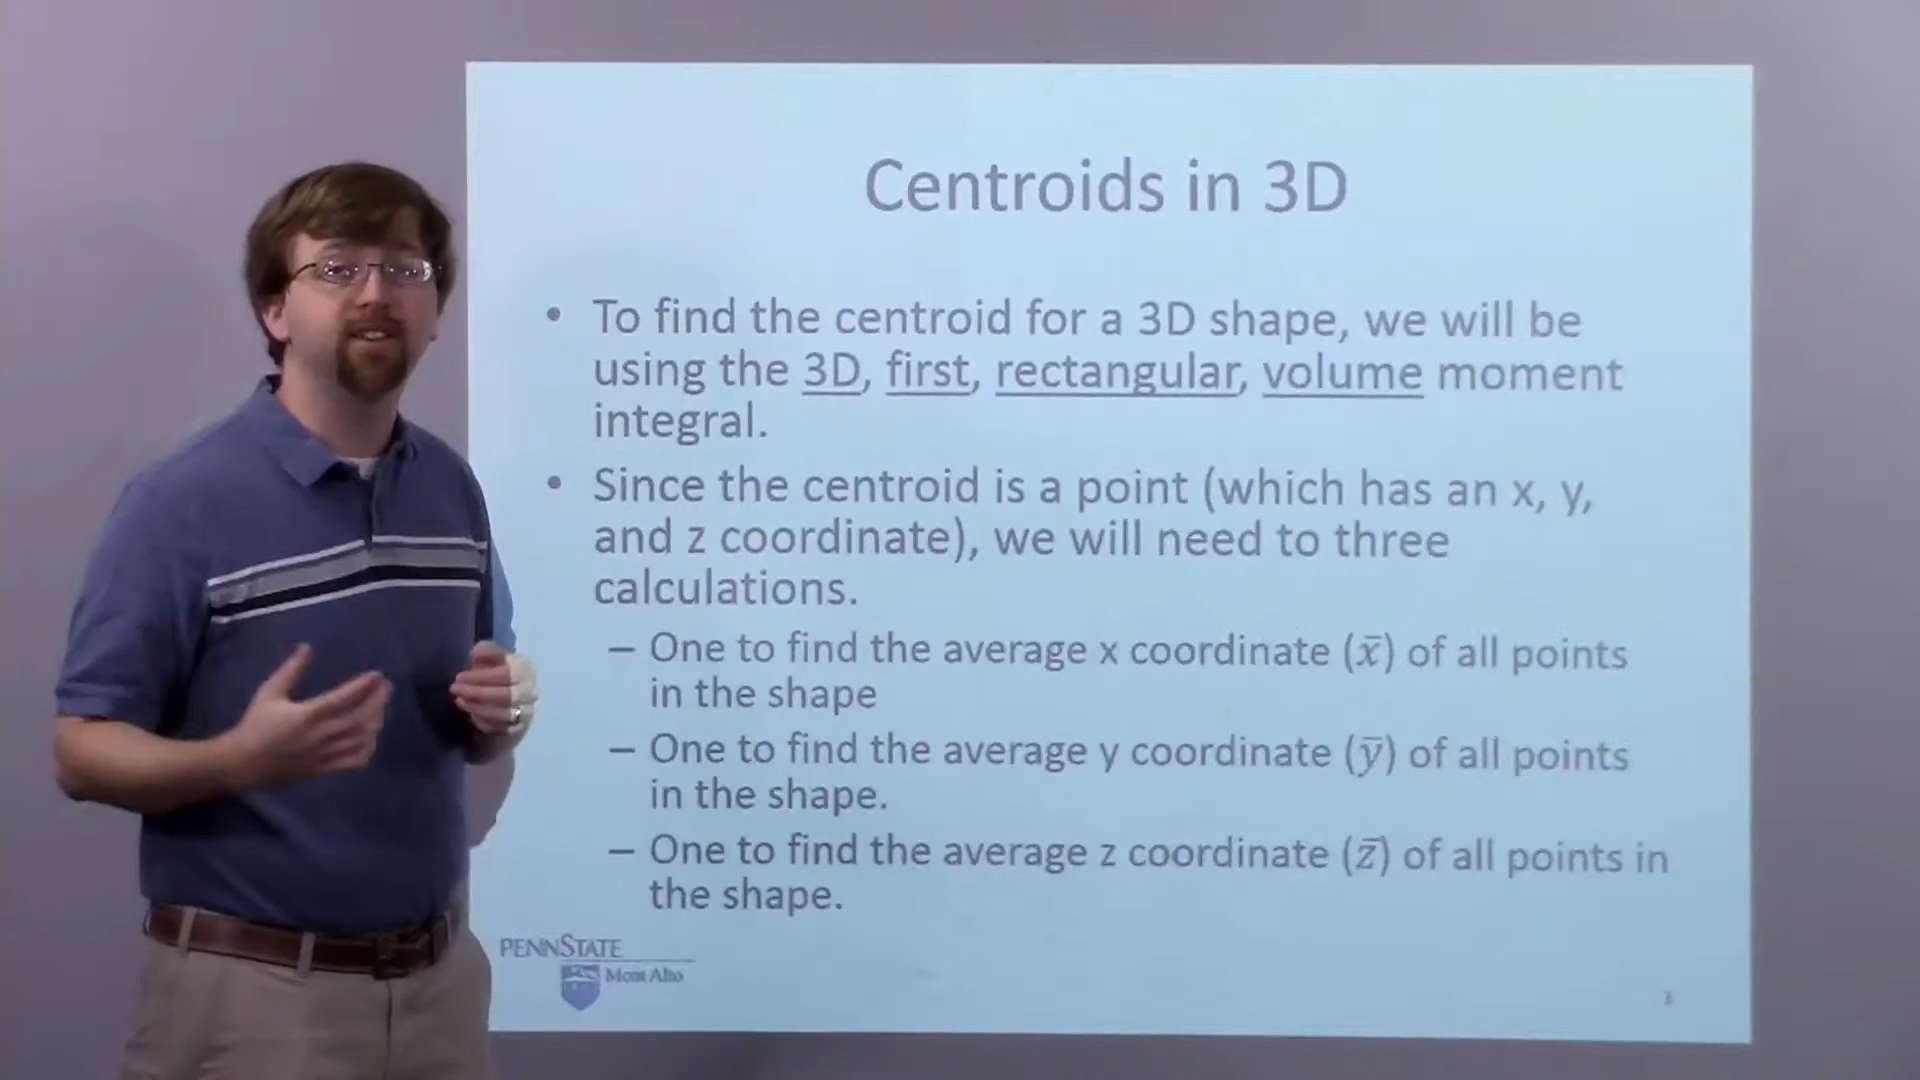 Centroids in 3D
• To find the centroid for a 3D shape, we will be
using the 3D, first, rectangular, volume moment
integral.
• Since the centroid is a point (which has an x, y,
and z coordinate), we will need to three
calculations.
– One to find the average x coordinate (x̄) of all points
in the shape
– One to find the average y coordinate (ȳ) of all points
in the shape.
– One to find the average z coordinate (z̄) of all points in
the shape.
PENNSTATE
Mont Alto
3